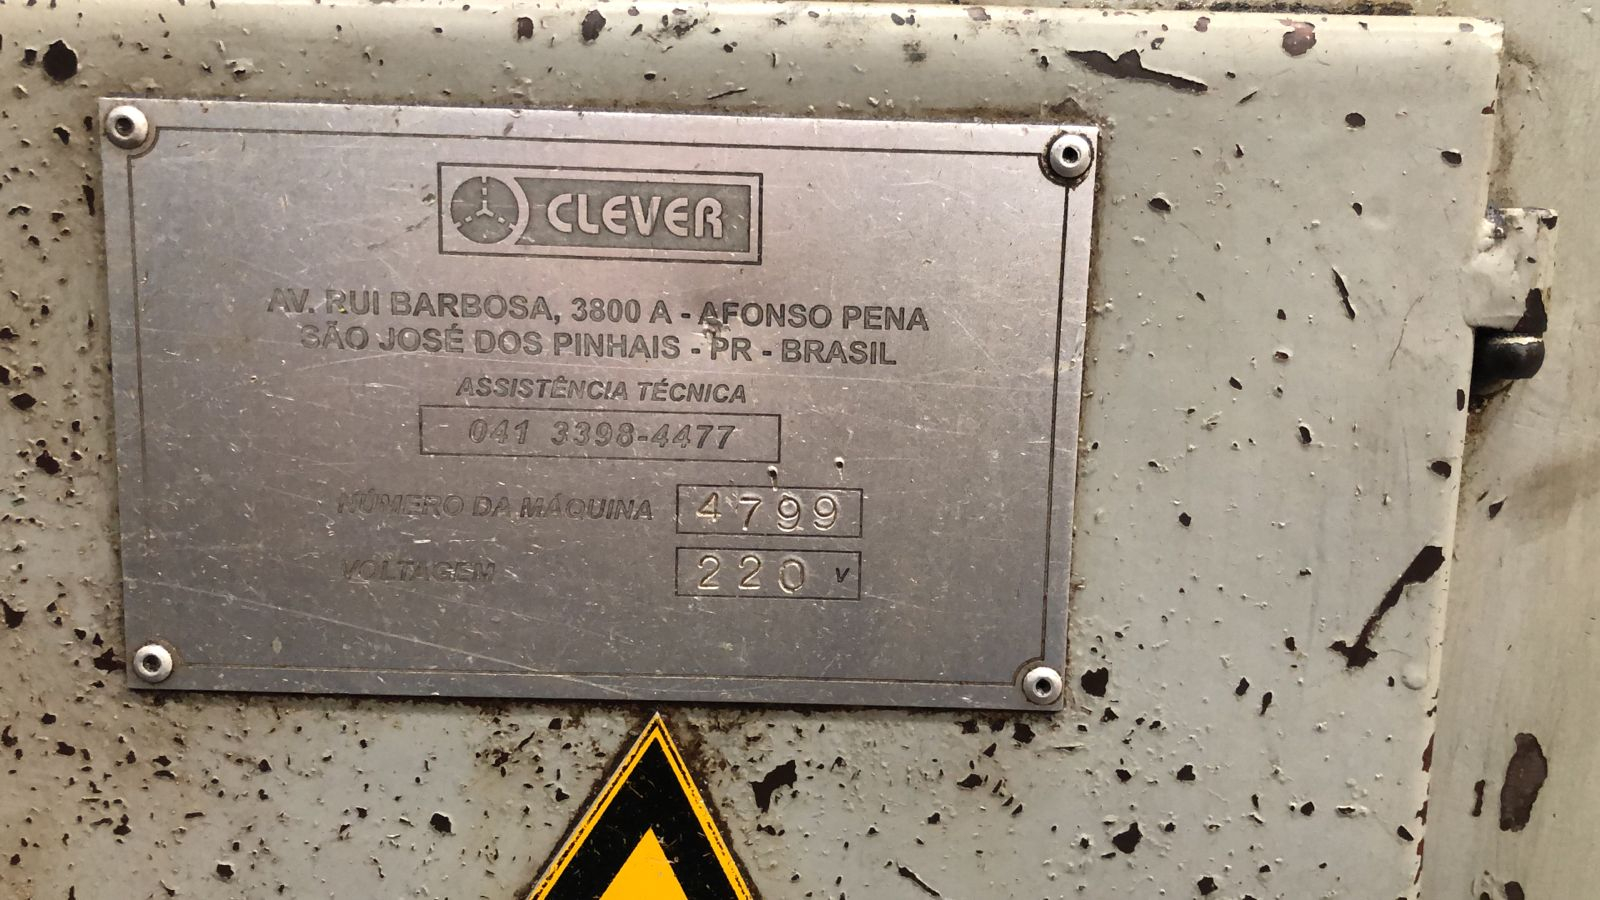 CLEVER
AV. RUI BARBOSA, 3800 A - AFONSO PENA
SÃO JOSÉ DOS PINHAIS - PR - BRASIL
ASSISTÊNCIA TÉCNICA
041 3398-4477
NÚMERO DA MÁQUINA 4799
VOLTAGEM 220 V